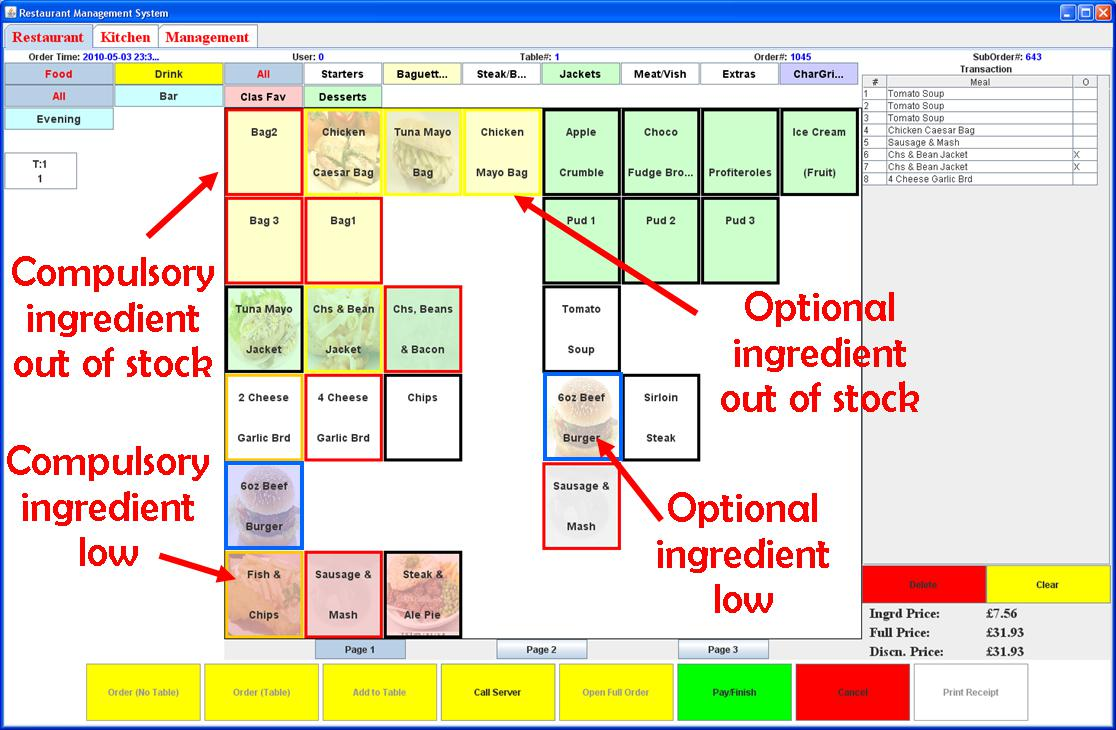 Restaurant Management System
Restaurant Kitchen Management
Order Time: 2010-05-03 23:3... User: 0 Table#: 1 Order#: 1045 SubOrder#: 643
Food Drink All Starters Baguett... Steak/B... Jackets Meat/Vish Extras CharGri...
All Bar Clas Fav Desserts
Evening
T:1
1
Transaction
# Meal O
1 Tomato Soup
2 Tomato Soup
3 Tomato Soup
4 Chicken Caesar Bag
5 Sausage & Mash
6 Chs & Bean Jacket X
7 Chs & Bean Jacket X
8 4 Cheese Garlic Brd
Bag2 Chicken Tuna Mayo Chicken Apple Choco Ice Cream
Caesar Bag Bag Mayo Bag Crumble Fudge Bro... Profiteroles (Fruit)
Bag 3 Bag1 Pud 1 Pud 2 Pud 3
Tuna Mayo Chs & Bean Chs, Beans Tomato
Jacket Jacket & Bacon Soup
2 Cheese 4 Cheese Chips 6oz Beef Sirloin
Garlic Brd Garlic Brd Burger Steak
6oz Beef Sausage &
Burger Mash
Fish & Sausage & Steak &
Chips Mash Ale Pie
Compulsory
ingredient
out of stock
Optional
ingredient
out of stock
Compulsory
ingredient
low
Optional
ingredient
low
Delete Clear
Ingrd Price: £7.56
Full Price: £31.93
Discn. Price: £31.93
Page 1 Page 2 Page 3
Order (No Table) Order (Table) Add to Table Call Server Open Full Order Pay/Finish Cancel Print Receipt